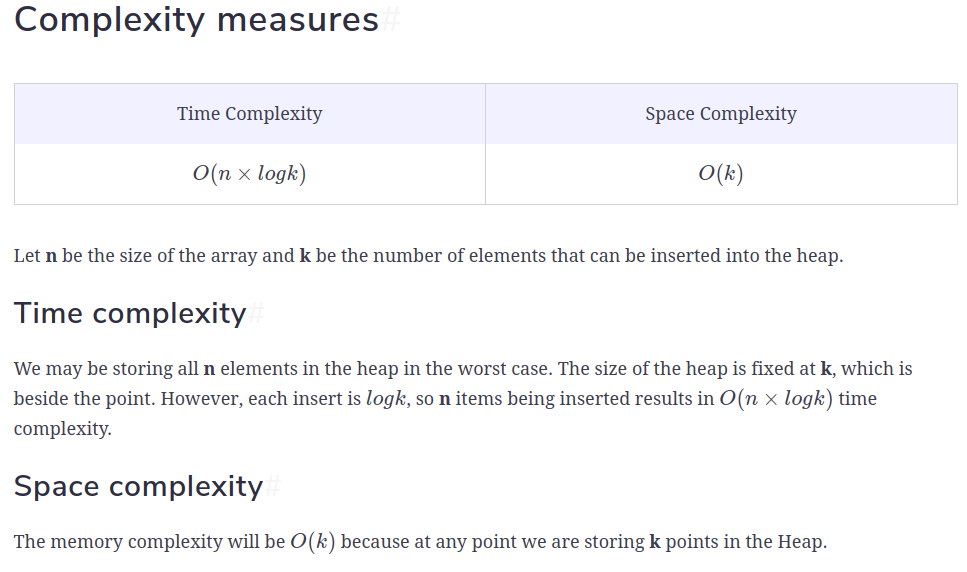 Complexity measures#
Time Complexity
Space Complexity
O(n × logk)
O(k)
Let n be the size of the array and k be the number of elements that can be inserted into the heap.
Time complexity#
We may be storing all n elements in the heap in the worst case. The size of the heap is fixed at k, which is
beside the point. However, each insert is logk, so n items being inserted results in O(n × logk) time
complexity.
Space complexity#
The memory complexity will be O(k) because at any point we are storing k points in the Heap.